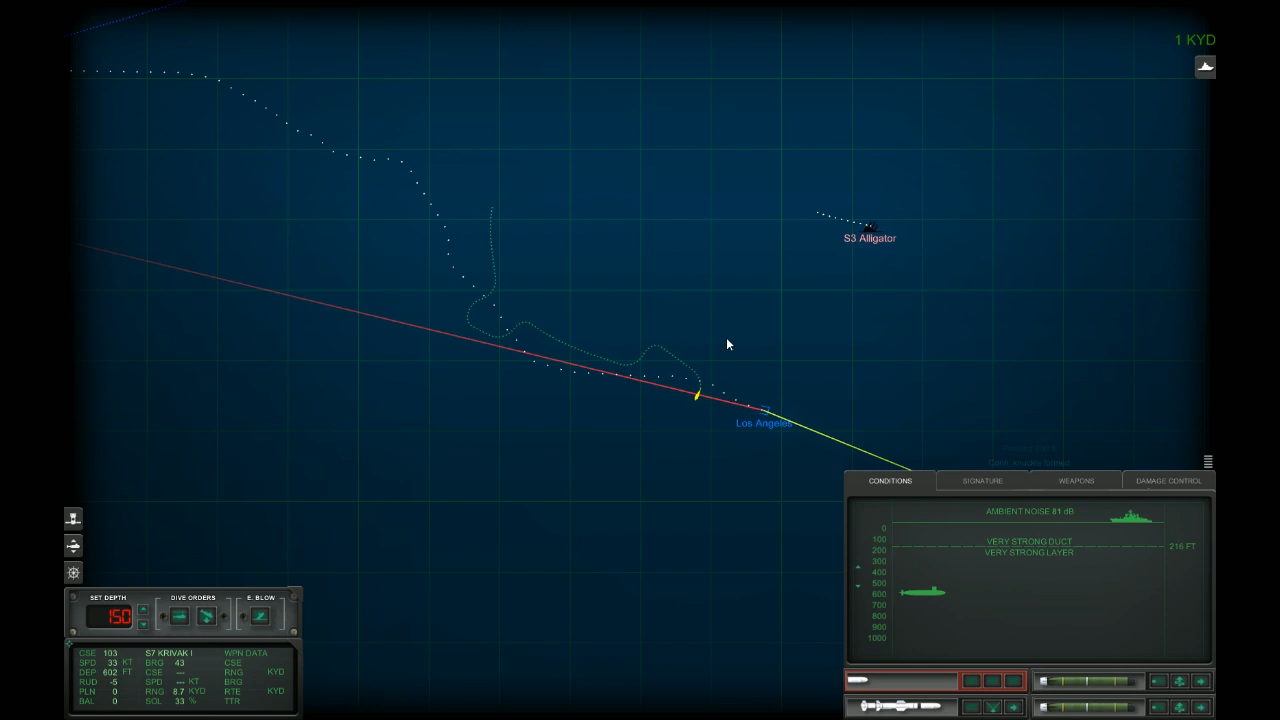 1 KYD
S3 Alligator
Los Angeles
CONDITIONS SIGNATURE WEAPONS DAMAGE CONTROL
AMBIENT NOISE 81 dB
0
100
VERY STRONG DUCT
200
216 FT
VERY STRONG LAYER
300
400
500
600
700
800
900
1000
SET DEPTH DIVE ORDERS E. BLOW
150
CSE 103 S7 KRIVAK I WPN DATA
SPD 33 KT BRG 43 CSE
DEP 602 FT CSE --- RNG KYD
RUD -5 SPD --- KT BRG
PLN 0 RNG 8.7 KYD RTE KYD
BAL 0 SOL 33 % TTR